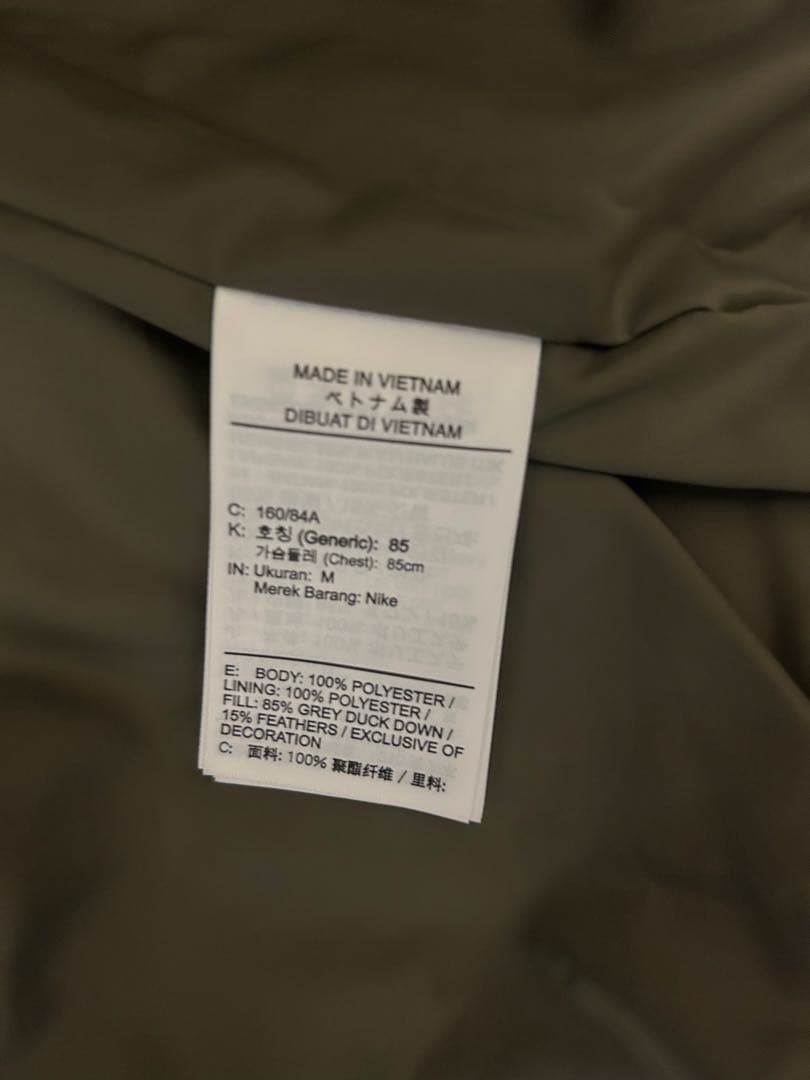 MADE IN VIETNAM
ベトナム製
DIBUAT DI VIETNAM
C: 160/84A
K: 호칭 (Generic): 85
가슴둘레 (Chest): 85cm
IN: Ukuran: M
Merek Barang: Nike
E: BODY: 100% POLYESTER /
LINING: 100% POLYESTER /
FILL: 85% GREY DUCK DOWN /
15% FEATHERS / EXCLUSIVE OF
DECORATION
C: 面料: 100% 聚酯纤维 / 里料: